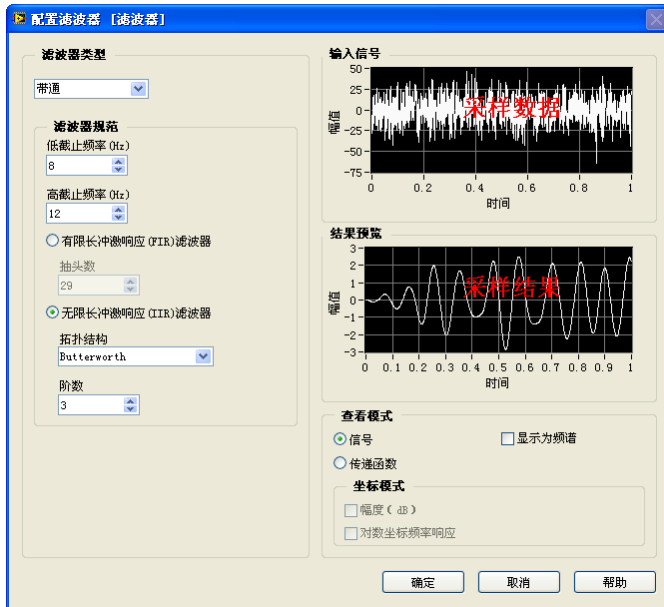 配置滤波器 [滤波器]
滤波器类型
带通
滤波器规范
低截止频率(Hz)
8
高截止频率(Hz)
12
有限长冲激响应(FIR)滤波器
抽头数
29
无限长冲激响应(IIR)滤波器
拓扑结构
Butterworth
阶数
3
输入信号
50
25
0
-25
-50
-75
幅值
采样数据
0 0.2 0.4 0.6 0.8 1
时间
结果预览
3
2
1
0
-1
-2
-3
幅值
采样结果
0 0.1 0.2 0.3 0.4 0.5 0.6 0.7 0.8 0.9 1
时间
查看模式
信号
显示为频谱
传递函数
坐标模式
幅度(dB)
对数坐标频率响应
确定 取消 帮助